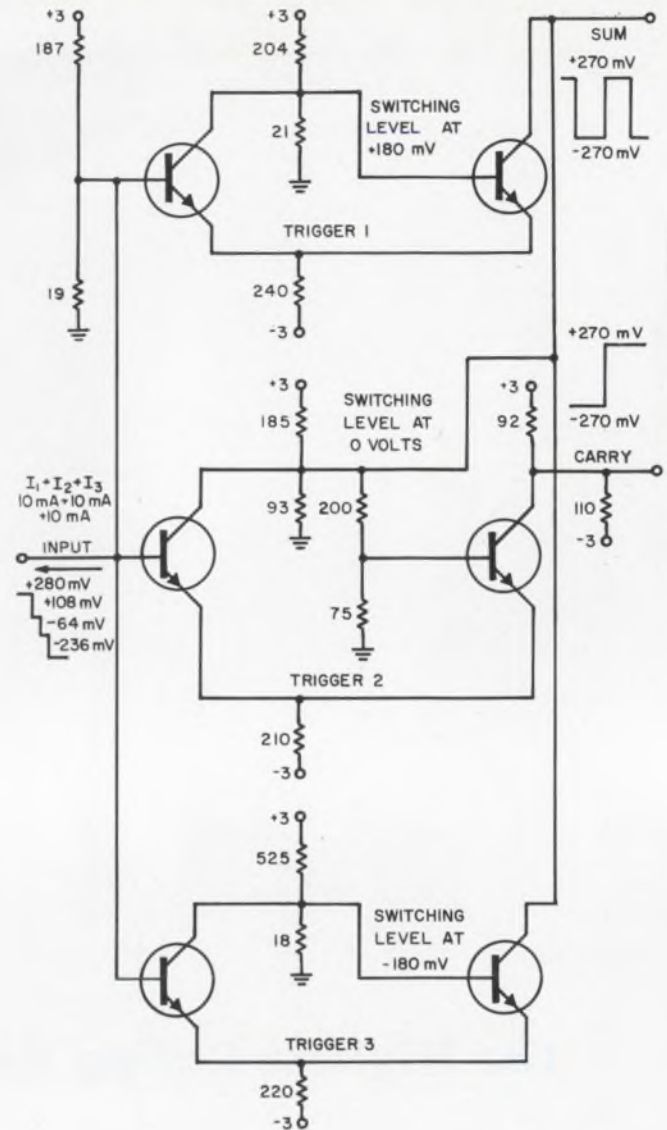 +3
187
19
+3
204
21
SWITCHING
LEVEL AT
+180 mV
TRIGGER 1
240
-3
SUM
+270 mV
-270 mV
+3
185
SWITCHING
LEVEL AT
0 VOLTS
93
200
75
+3
92
+270 mV
-270 mV
CARRY
110
-3
I₁+I₂+I₃
10 mA+10 mA
+10 mA
INPUT
+280 mV
+108 mV
-64 mV
-236 mV
TRIGGER 2
210
-3
+3
525
18
SWITCHING
LEVEL AT
-180 mV
TRIGGER 3
220
-3